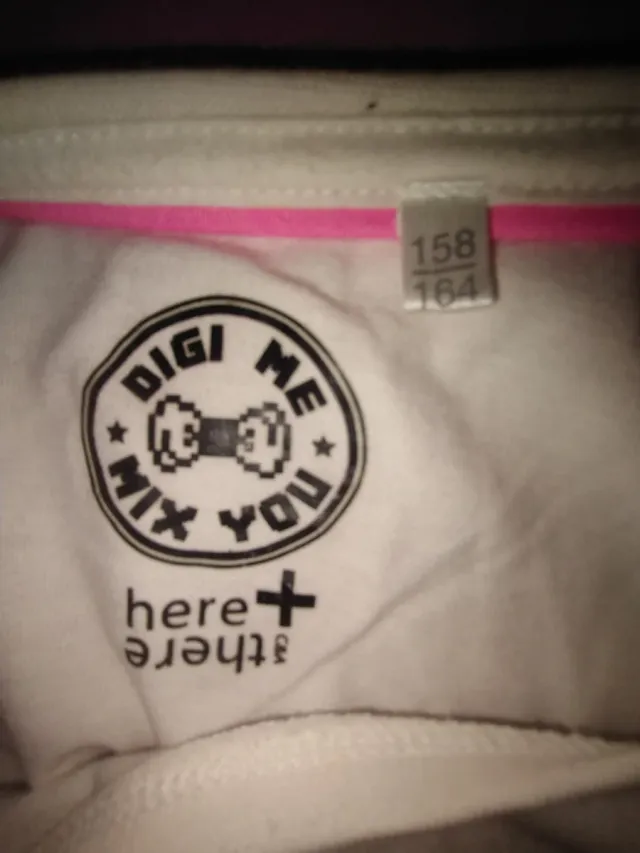 158
164
DIGI ME
MIX YOU
here+
there
C&A